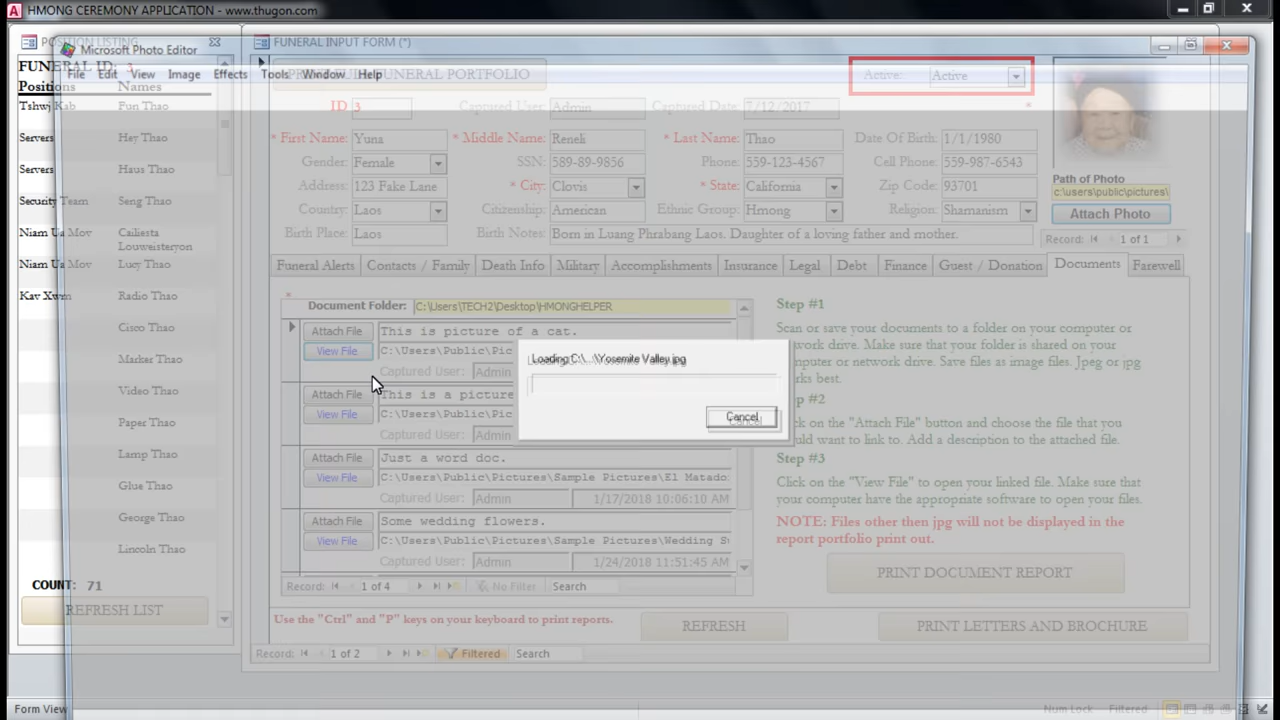 HMONG CEREMONY APPLICATION - www.thugon.com
POSITION LISTING
FUNERAL ID: 3
Positions Names
Tshwj Kab Fun Thao
Servers Hey Thao
Servers Haus Thao
Security Team Seng Thao
Niam Ua Mov Cailiesta
Louweisteryon
Niam Ua Mov Lucy Thao
Kav Xwm Radio Thao
Cisco Thao
Marker Thao
Video Thao
Paper Thao
Lamp Thao
Glue Thao
George Thao
Lincoln Thao
COUNT: 71
REFRESH LIST
Microsoft Photo Editor
File Edit View Image Effects Tools Window Help
FUNERAL INPUT FORM (*)
FUNERAL PORTFOLIO
Active: Active
ID 3 Captured User: Admin Captured Date: 7/12/2017 *
* First Name: Yuna * Middle Name: Renek * Last Name: Thao Date Of Birth: 1/1/1980
Gender: Female SSN: 589-89-9856 Phone: 559-123-4567 Cell Phone: 559-987-6543
Address: 123 Fake Lane * City: Clovis * State: California Zip Code: 93701
Country: Laos Citizenship: American Ethnic Group: Hmong Religion: Shamanism
Birth Place: Laos Birth Notes: Born in Luang Phrabang Laos. Daughter of a loving father and mother.
Path of Photo
c:\users\public\pictures\
Attach Photo
Record: 1 of 1
Funeral Alerts Contacts / Family Death Info Military Accomplishments Insurance Legal Debt Finance Guest / Donation Documents Farewell
*
Document Folder: C:\Users\TECH2\Desktop\HMONGHELPER
Attach File This is picture of a cat.
View File C:\Users\Public\Pic
Captured User: Admin
Attach File This is a picture
View File C:\Users\Public\Pic
Captured User: Admin
Attach File Just a word doc.
View File C:\Users\Public\Pictures\Sample Pictures\El Matado
Captured User: Admin 1/17/2018 10:06:10 AM
Attach File Some wedding flowers.
View File C:\Users\Public\Pictures\Sample Pictures\Wedding
Captured User: Admin 1/24/2018 11:51:45 AM
Record: 1 of 4 No Filter Search
Loading C:\...\Yosemite Valley.jpg
Cancel
Step #1
Scan or save your documents to a folder on your computer or
network drive. Make sure that your folder is shared on your
computer or network drive. Save files as image files. Jpeg or jpg
works best.
#2
on the "Attach File" button and choose the file that you
would want to link to. Add a description to the attached file.
Step #3
Click on the "View File" to open your linked file. Make sure that
your computer have the appropriate software to open your files.
NOTE: Files other then jpg will not be displayed in the
report portfolio print out.
PRINT DOCUMENT REPORT
Use the "Ctrl" and "P" keys on your keyboard to print reports.
REFRESH
PRINT LETTERS AND BROCHURE
Record: 1 of 2 Filtered Search
Form View Num Lock Filtered